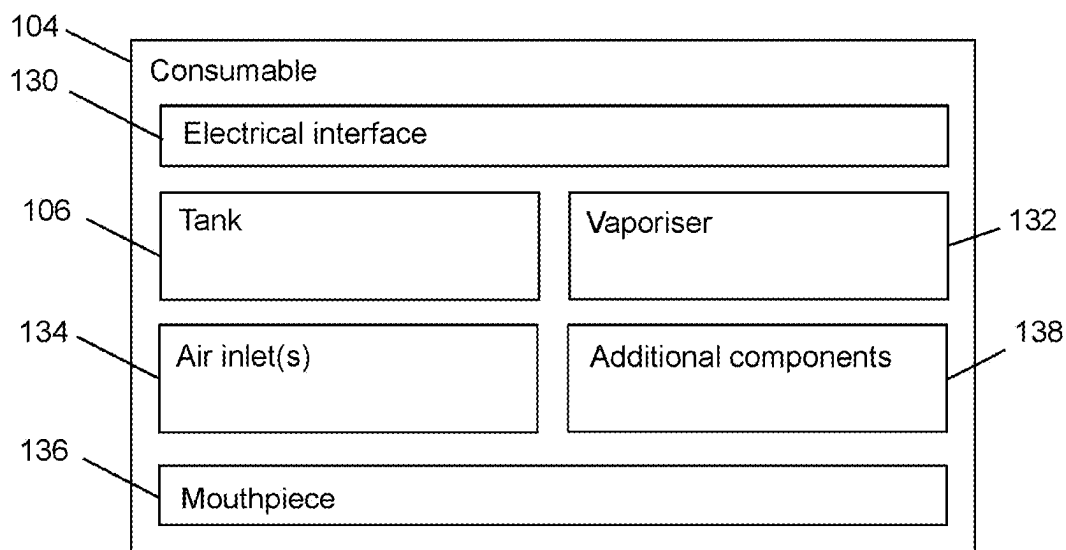 104
Consumable
130
Electrical interface
106
Tank
Vaporiser
132
134
Air inlet(s)
Additional components
138
136
Mouthpiece